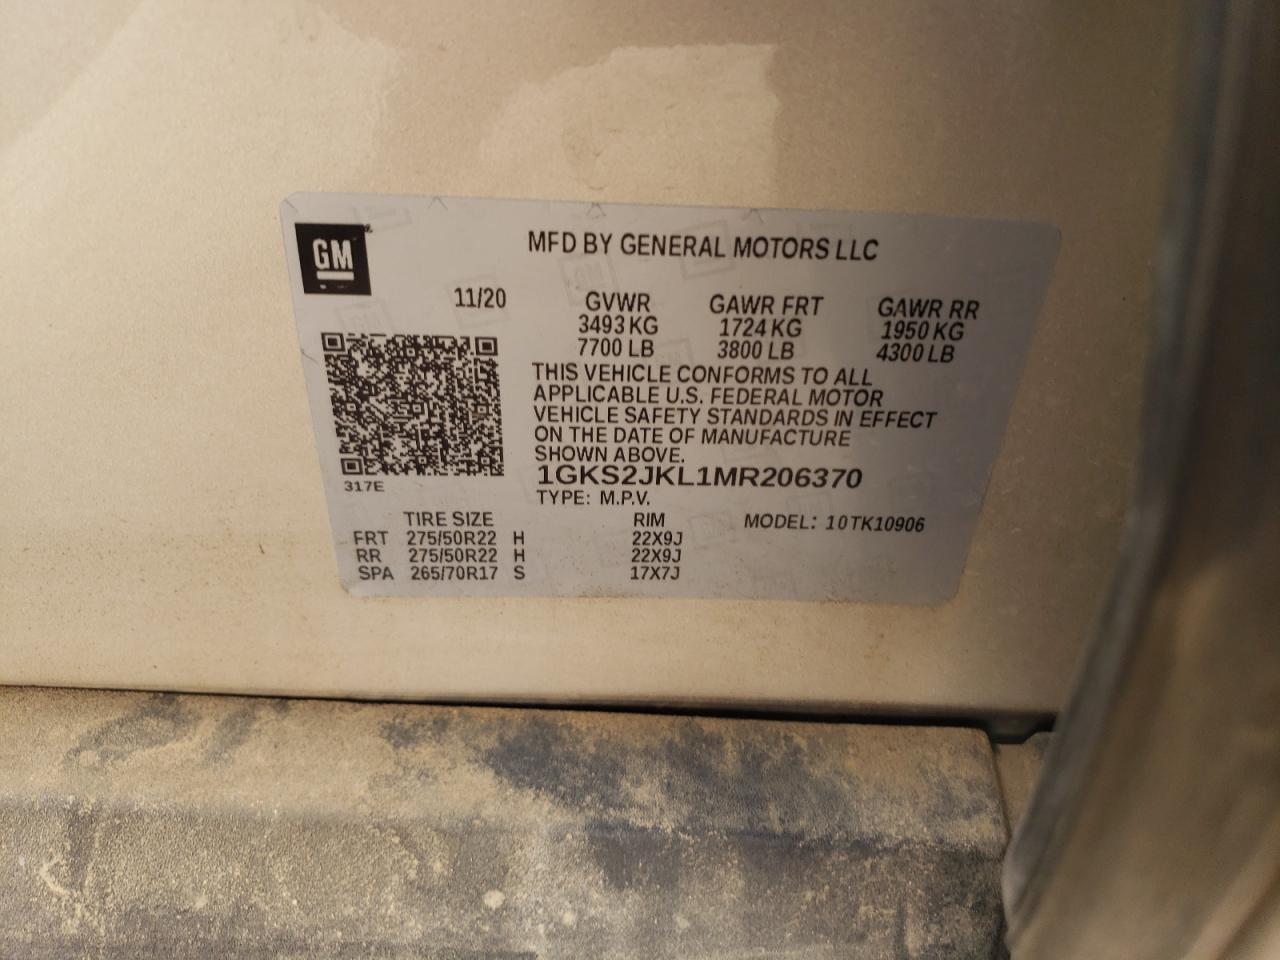 GM
MFD BY GENERAL MOTORS LLC
11/20 GVWR GAWR FRT GAWR RR
3493 KG 1724 KG 1950 KG
7700 LB 3800 LB 4300 LB
THIS VEHICLE CONFORMS TO ALL
APPLICABLE U.S. FEDERAL MOTOR
VEHICLE SAFETY STANDARDS IN EFFECT
ON THE DATE OF MANUFACTURE
SHOWN ABOVE.
317E
1GKS2JKL1MR206370
TYPE: M.P.V.
TIRE SIZE RIM MODEL: 10TK10906
FRT 275/50R22 H 22X9J
RR 275/50R22 H 22X9J
SPA 265/70R17 S 17X7J